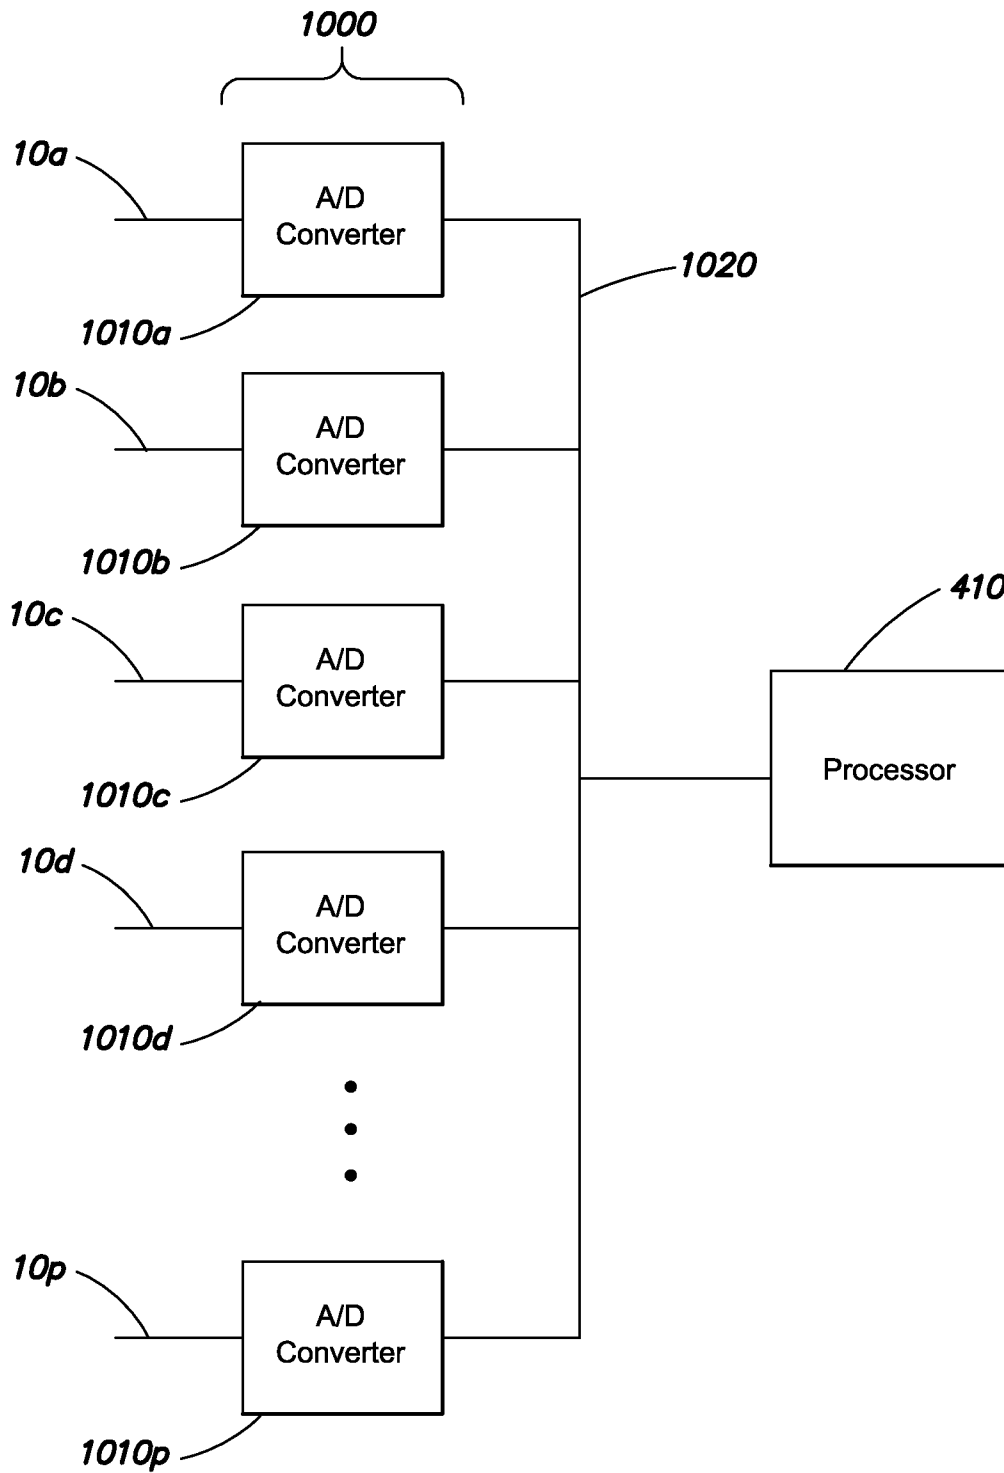 1000
10a
A/D
Converter
1020
1010a
10b
A/D
Converter
1010b
410
10c
A/D
Converter
Processor
1010c
10d
A/D
Converter
1010d
10p
A/D
Converter
1010p